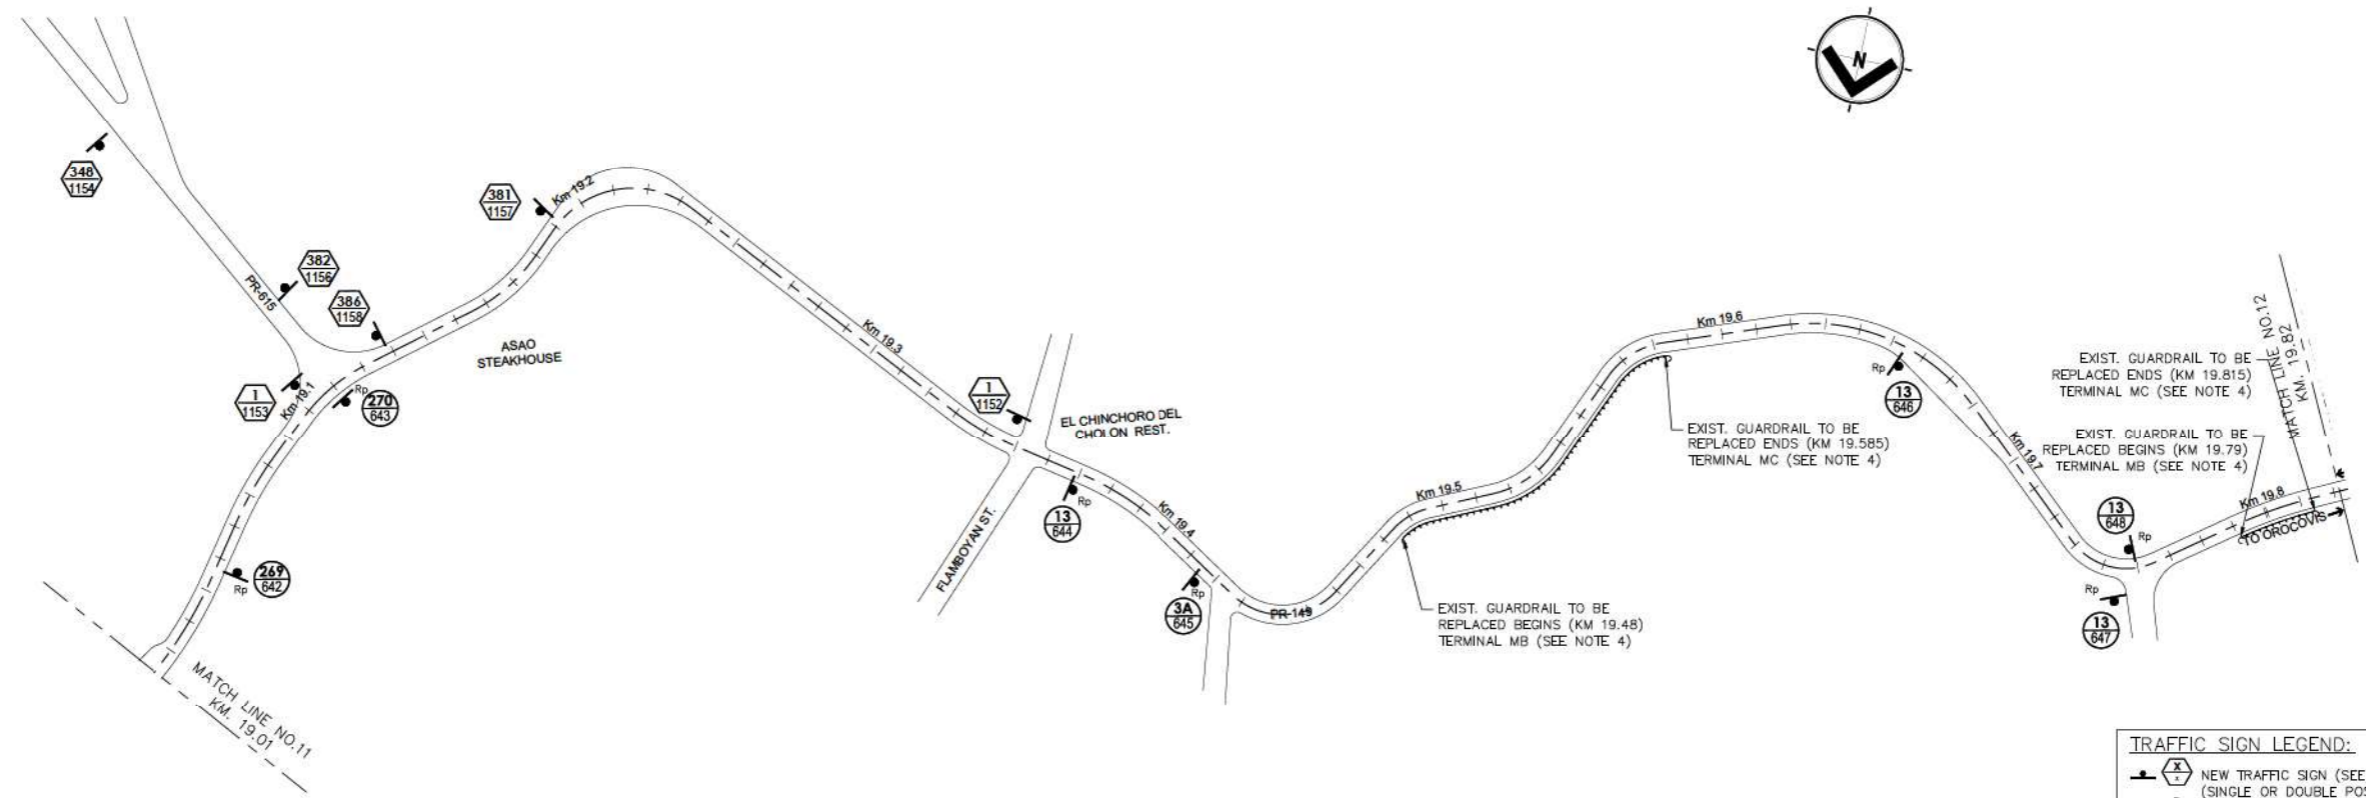 N
348
1154
381
1157
Km 19.2
382
1156
PR-615
386
1158
ASAO
STEAKHOUSE
1
1153
Km 19.1
Rp
270
643
269
642
Rp
MATCH LINE NO.11
KM. 19.01
Km 19.3
1
1152
EL CHINCHORO DEL
CHOLON REST.
FLAMBOYAN ST.
Rp
13
644
Km 19.4
Rp
3A
645
PR-149
Km 19.5
EXIST. GUARDRAIL TO BE
REPLACED BEGINS (KM 19.48)
TERMINAL MB (SEE NOTE 4)
Km 19.6
EXIST. GUARDRAIL TO BE
REPLACED ENDS (KM 19.585)
TERMINAL MC (SEE NOTE 4)
Rp
13
646
Km 19.7
EXIST. GUARDRAIL TO BE
REPLACED ENDS (KM 19.815)
TERMINAL MC (SEE NOTE 4)
EXIST. GUARDRAIL TO BE
REPLACED BEGINS (KM 19.79)
TERMINAL MB (SEE NOTE 4)
MATCH LINE NO.12
KM. 19.82
13
648
Rp
Km 19.8
TO OROCOVIS
Rp
13
647
TRAFFIC SIGN LEGEND:
X
x
NEW TRAFFIC SIGN (SEE
(SINGLE OR DOUBLE POS